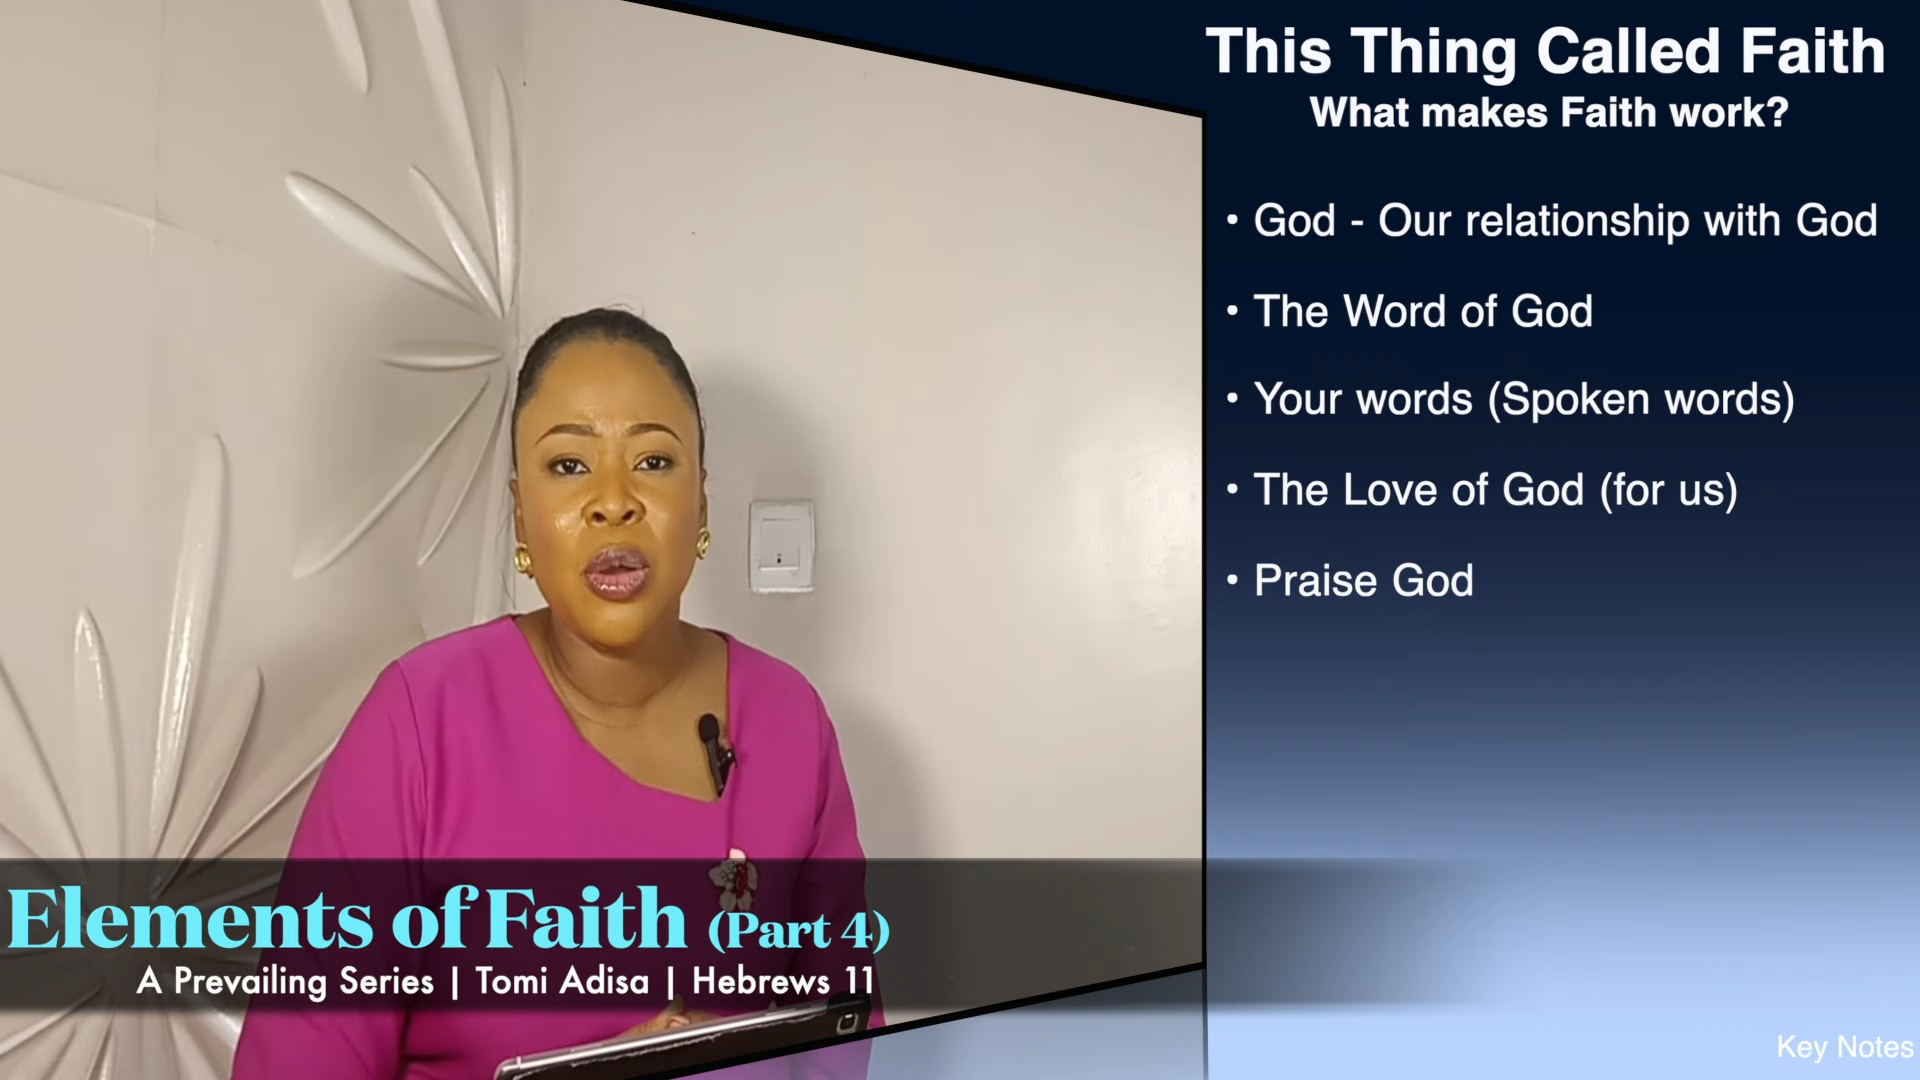 This Thing Called Faith
What makes Faith work?
• God - Our relationship with God
• The Word of God
• Your words (Spoken words)
• The Love of God (for us)
• Praise God
Elements of Faith (Part 4)
A Prevailing Series | Tomi Adisa | Hebrews 11
Key Notes